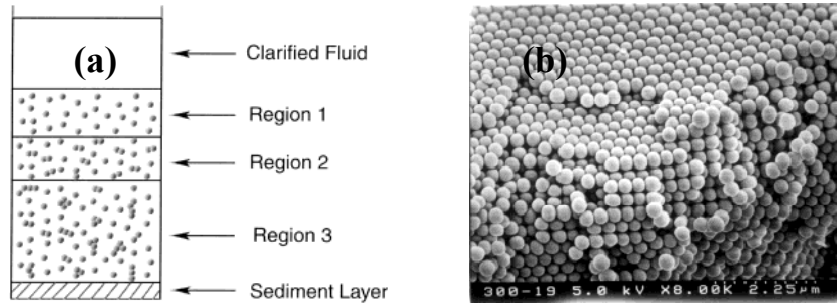 (a)
Clarified Fluid
Region 1
Region 2
Region 3
Sediment Layer
(b)
300-19 5.0 kV X8.00K 2.25µm